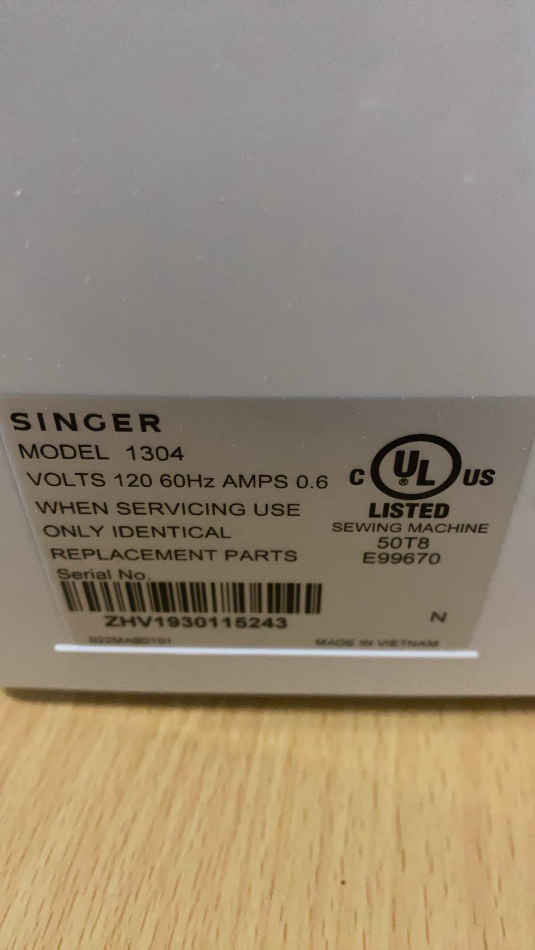 SINGER
MODEL 1304
VOLTS 120 60Hz AMPS 0.6
WHEN SERVICING USE
ONLY IDENTICAL
REPLACEMENT PARTS
C UL US
®
LISTED
SEWING MACHINE
50T8
E99670
Serial No.
ZHV1930115243
N
MADE IN VIETNAM